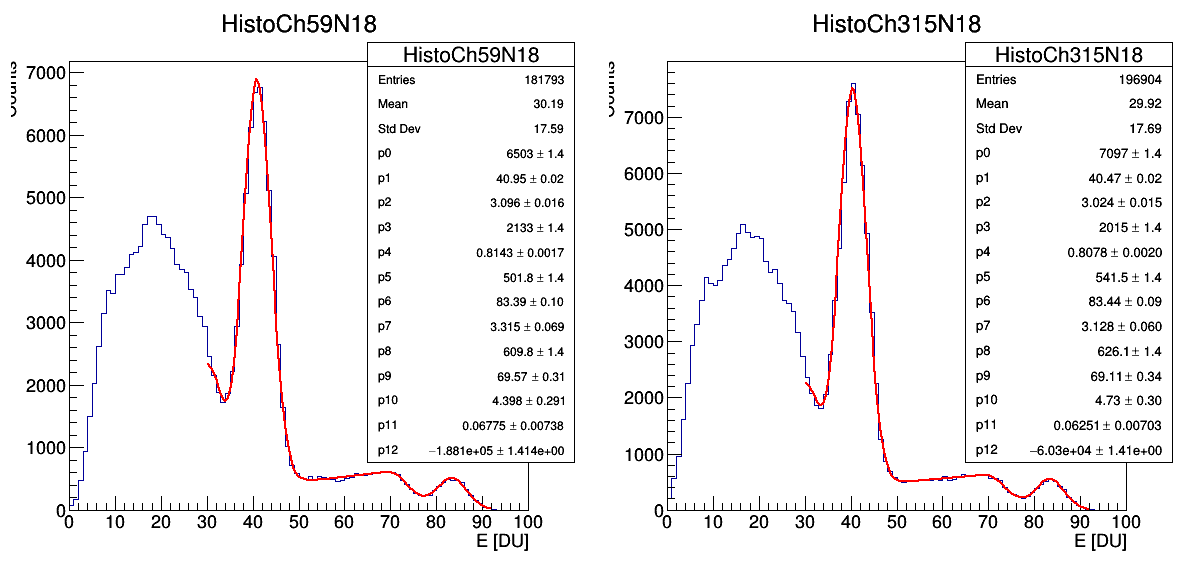 HistoCh59N18
HistoCh59N18
Entries 181793
Mean 30.19
Std Dev 17.59
p0 6503 ± 1.4
p1 40.95 ± 0.02
p2 3.096 ± 0.016
p3 2133 ± 1.4
p4 0.8143 ± 0.0017
p5 501.8 ± 1.4
p6 83.39 ± 0.10
p7 3.315 ± 0.069
p8 609.8 ± 1.4
p9 69.57 ± 0.31
p10 4.398 ± 0.291
p11 0.06775 ± 0.00738
p12 −1.881e+05 ± 1.414e+00
7000
6000
5000
4000
3000
2000
1000
0
0 10 20 30 40 50 60 70 80 90 100
E [DU]
HistoCh315N18
HistoCh315N18
Entries 196904
Mean 29.92
Std Dev 17.69
p0 7097 ± 1.4
p1 40.47 ± 0.02
p2 3.024 ± 0.015
p3 2015 ± 1.4
p4 0.8078 ± 0.0020
p5 541.5 ± 1.4
p6 83.44 ± 0.09
p7 3.128 ± 0.060
p8 626.1 ± 1.4
p9 69.11 ± 0.34
p10 4.73 ± 0.30
p11 0.06251 ± 0.00703
p12 −6.03e+04 ± 1.41e+00
7000
6000
5000
4000
3000
2000
1000
0
0 10 20 30 40 50 60 70 80 90 100
E [DU]